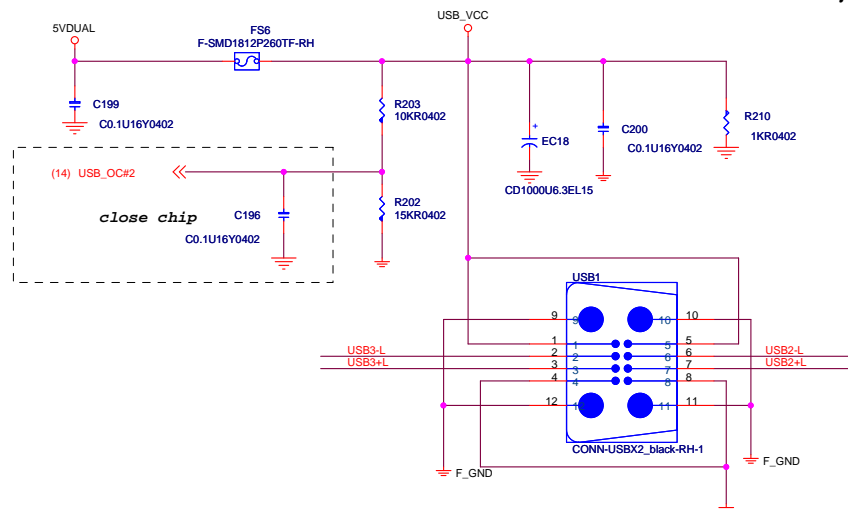 USB_VCC
5VDUAL
FS6
F-SMD1812P260TF-RH
C199
C0.1U16Y0402
R203
10KR0402
EC18
CD1000U6.3EL15
C200
C0.1U16Y0402
R210
1KR0402
(14) USB_OC#2
close chip
C196
C0.1U16Y0402
R202
15KR0402
USB1
9 9 10 10
1 1 5 5
USB3-L 2 2 6 6 USB2-L
USB3+L 3 3 7 7 USB2+L
4 4 8 8
12 11 11
CONN-USBX2_black-RH-1
F_GND
F_GND